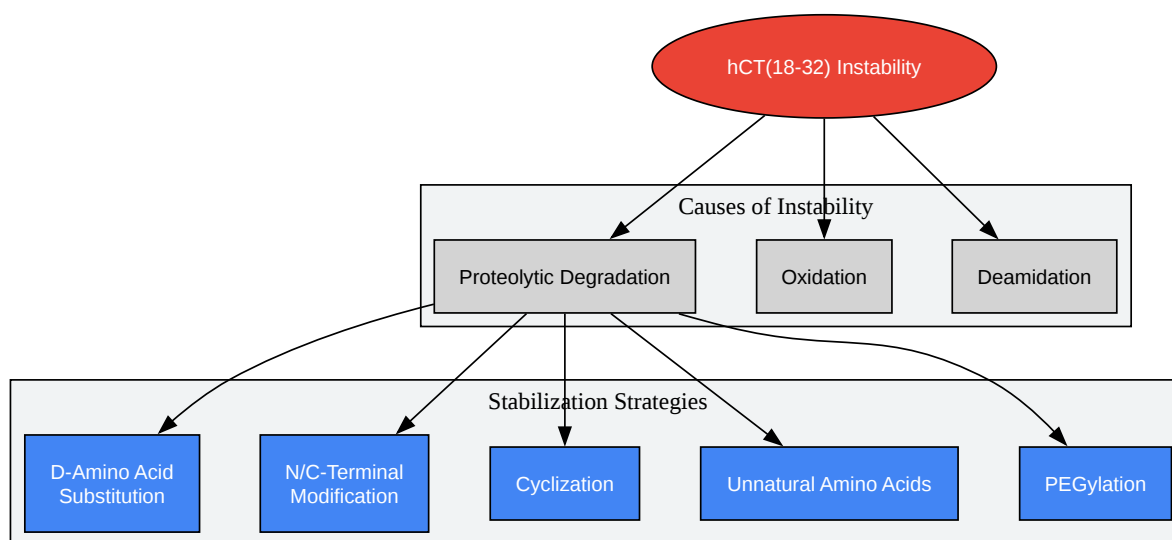 hCT(18-32) Instability
Causes of Instability
Proteolytic Degradation
Oxidation
Deamidation
Stabilization Strategies
D-Amino Acid
Substitution
N/C-Terminal
Modification
Cyclization
Unnatural Amino Acids
PEGylation